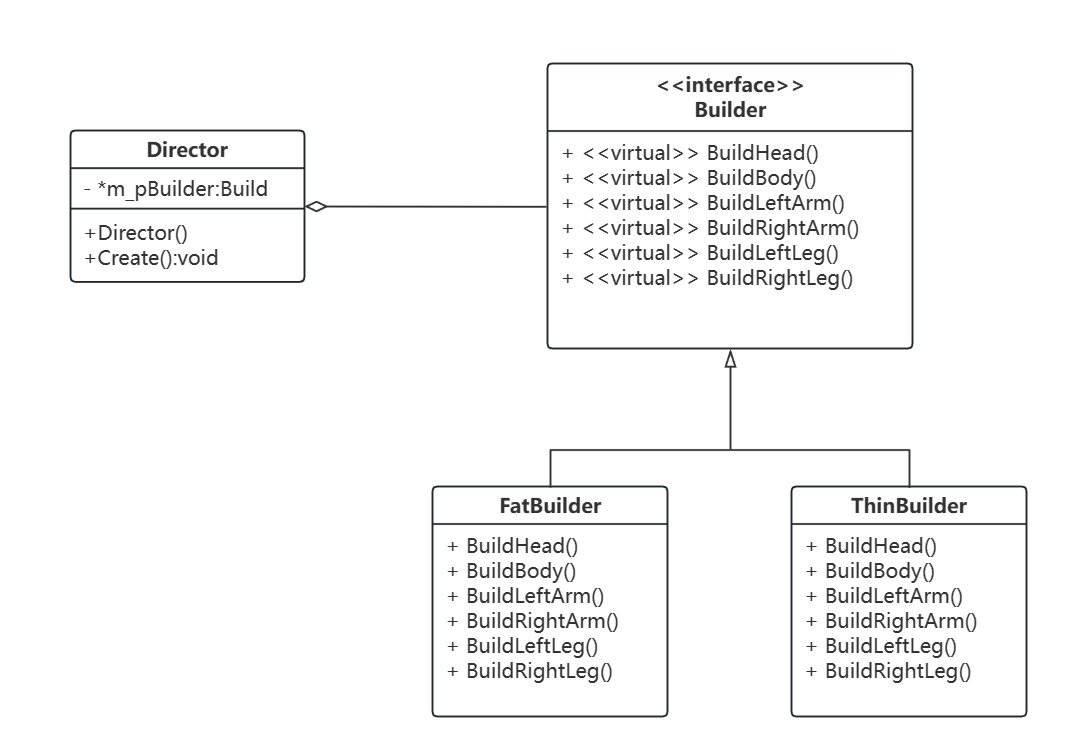 Director
- *m_pBuilder:Build
+Director()
+Create():void
<<interface>>
Builder
+ <<virtual>> BuildHead()
+ <<virtual>> BuildBody()
+ <<virtual>> BuildLeftArm()
+ <<virtual>> BuildRightArm()
+ <<virtual>> BuildLeftLeg()
+ <<virtual>> BuildRightLeg()
FatBuilder
+ BuildHead()
+ BuildBody()
+ BuildLeftArm()
+ BuildRightArm()
+ BuildLeftLeg()
+ BuildRightLeg()
ThinBuilder
+ BuildHead()
+ BuildBody()
+ BuildLeftArm()
+ BuildRightArm()
+ BuildLeftLeg()
+ BuildRightLeg()